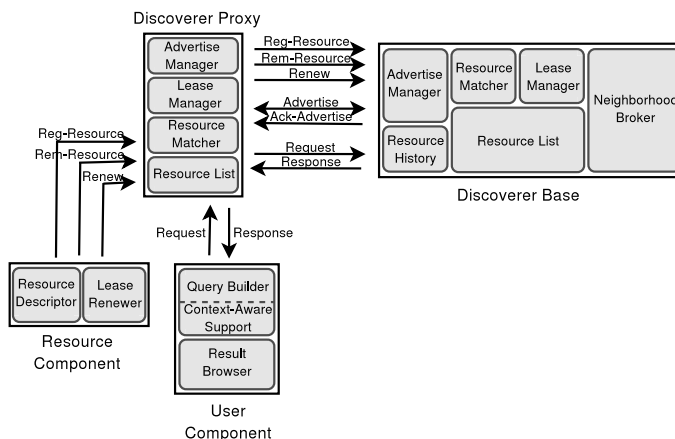 Discoverer Proxy
Advertise
Manager
Lease
Manager
Resource
Matcher
Resource List
Reg-Resource
Rem-Resource
Renew
Advertise
Ack-Advertise
Request
Response
Advertise
Manager
Resource
Matcher
Lease
Manager
Neighborhood
Broker
Resource
History
Resource List
Discoverer Base
Reg-Resource
Rem-Resource
Renew
Request
Response
Resource
Descriptor
Lease
Renewer
Resource
Component
Query Builder
Context-Aware
Support
Result
Browser
User
Component